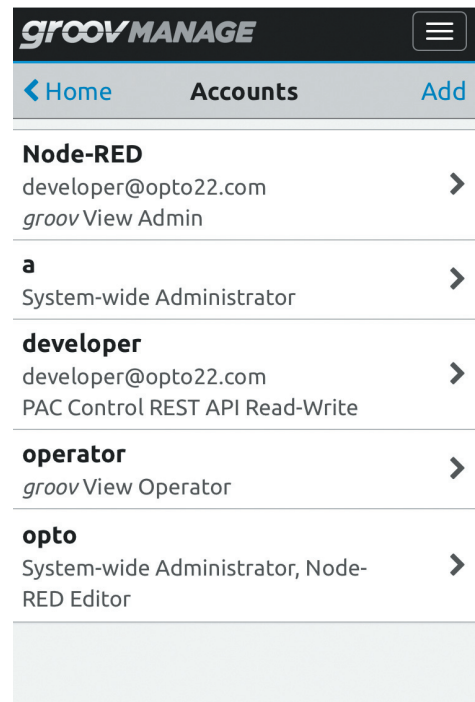 groov MANAGE
Home Accounts Add
Node-RED
developer@opto22.com
groov View Admin
a
System-wide Administrator
developer
developer@opto22.com
PAC Control REST API Read-Write
operator
groov View Operator
opto
System-wide Administrator, Node-
RED Editor